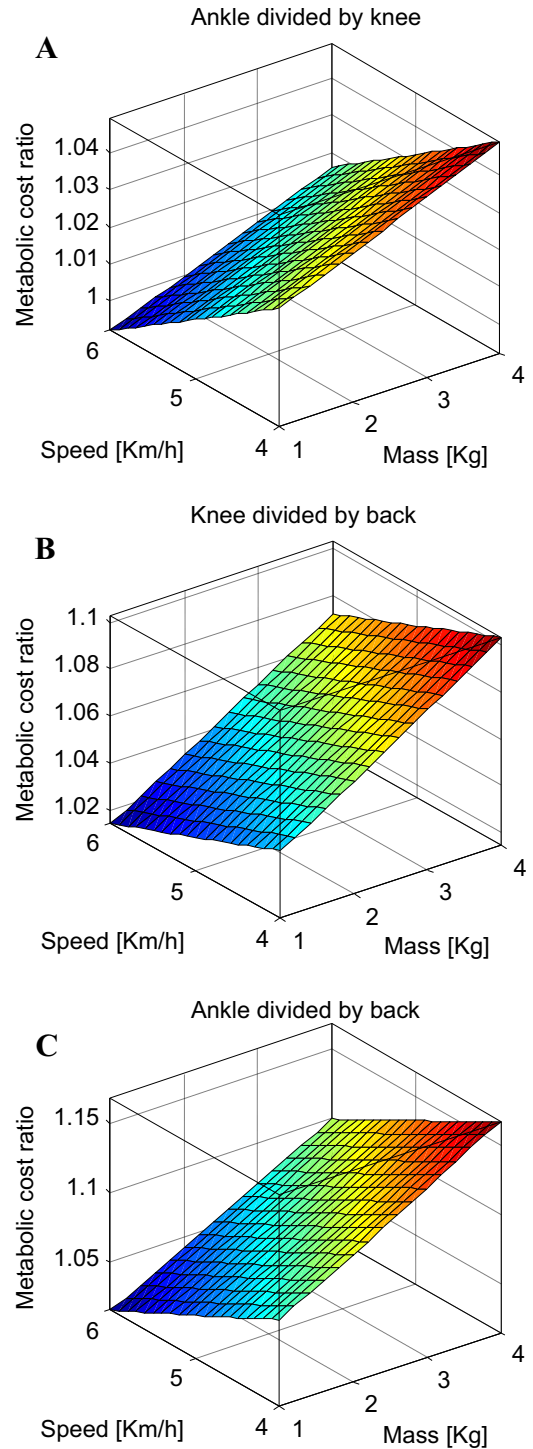 Ankle divided by knee
A
Metabolic cost ratio
1.04
1.03
1.02
1.01
1
6
5
4
Speed [Km/h]
1
2
3
4
Mass [Kg]
Knee divided by back
B
Metabolic cost ratio
1.1
1.08
1.06
1.04
1.02
6
5
4
Speed [Km/h]
1
2
3
4
Mass [Kg]
Ankle divided by back
C
Metabolic cost ratio
1.15
1.1
1.05
6
5
4
Speed [Km/h]
1
2
3
4
Mass [Kg]